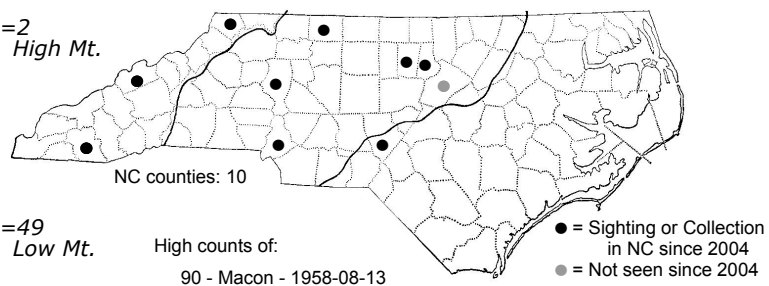 =2
High Mt.
NC counties: 10
=49
Low Mt.
High counts of:
90 - Macon - 1958-08-13
● = Sighting or Collection
in NC since 2004
● = Not seen since 2004